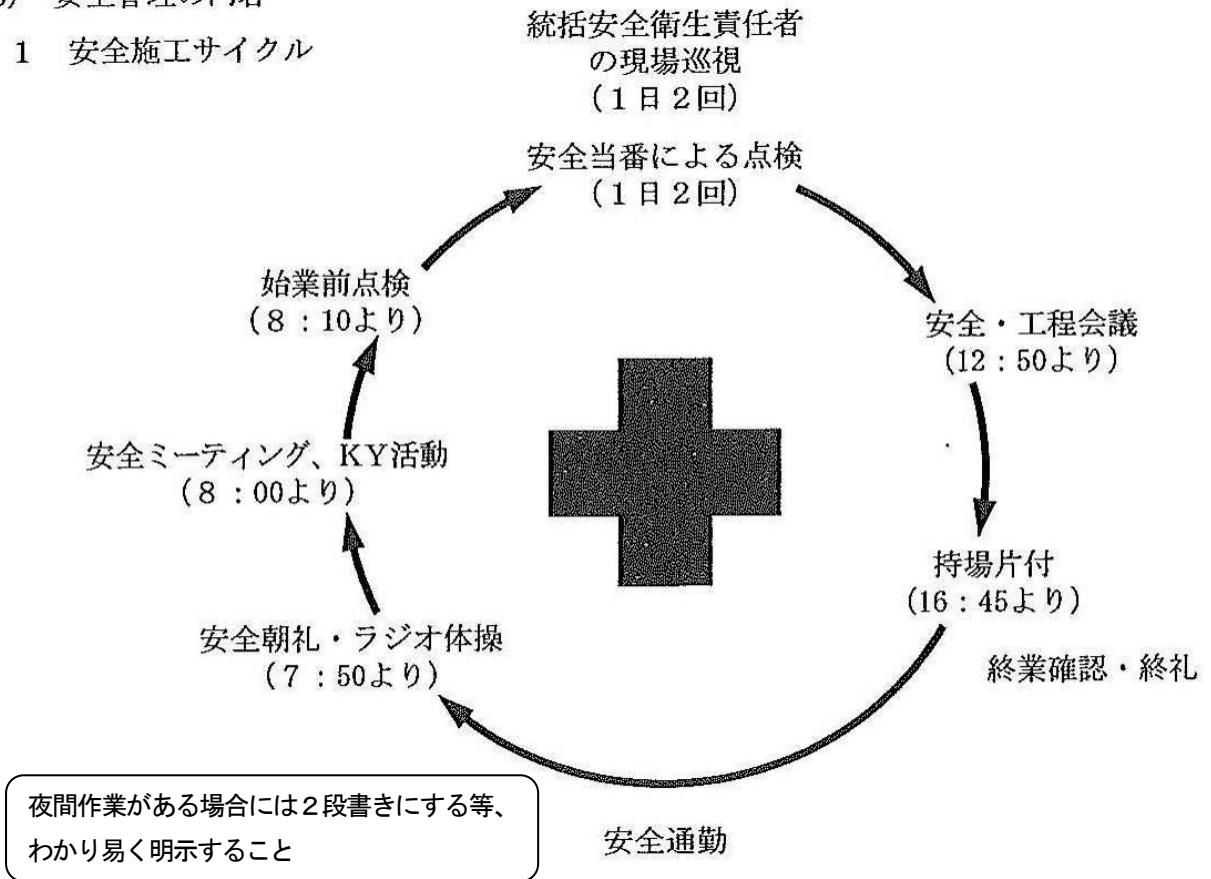 1 安全施工サイクル
統括安全衛生責任者
の現場巡視
(1日2回)
安全当番による点検
(1日2回)
始業前点検
(8:10より)
安全・工程会議
(12:50より)
安全ミーティング、KY活動
(8:00より)
持場片付
(16:45より)
安全朝礼・ラジオ体操
(7:50より)
終業確認・終礼
夜間作業がある場合には2段書きにする等、
わかり易く明示すること
安全通勤